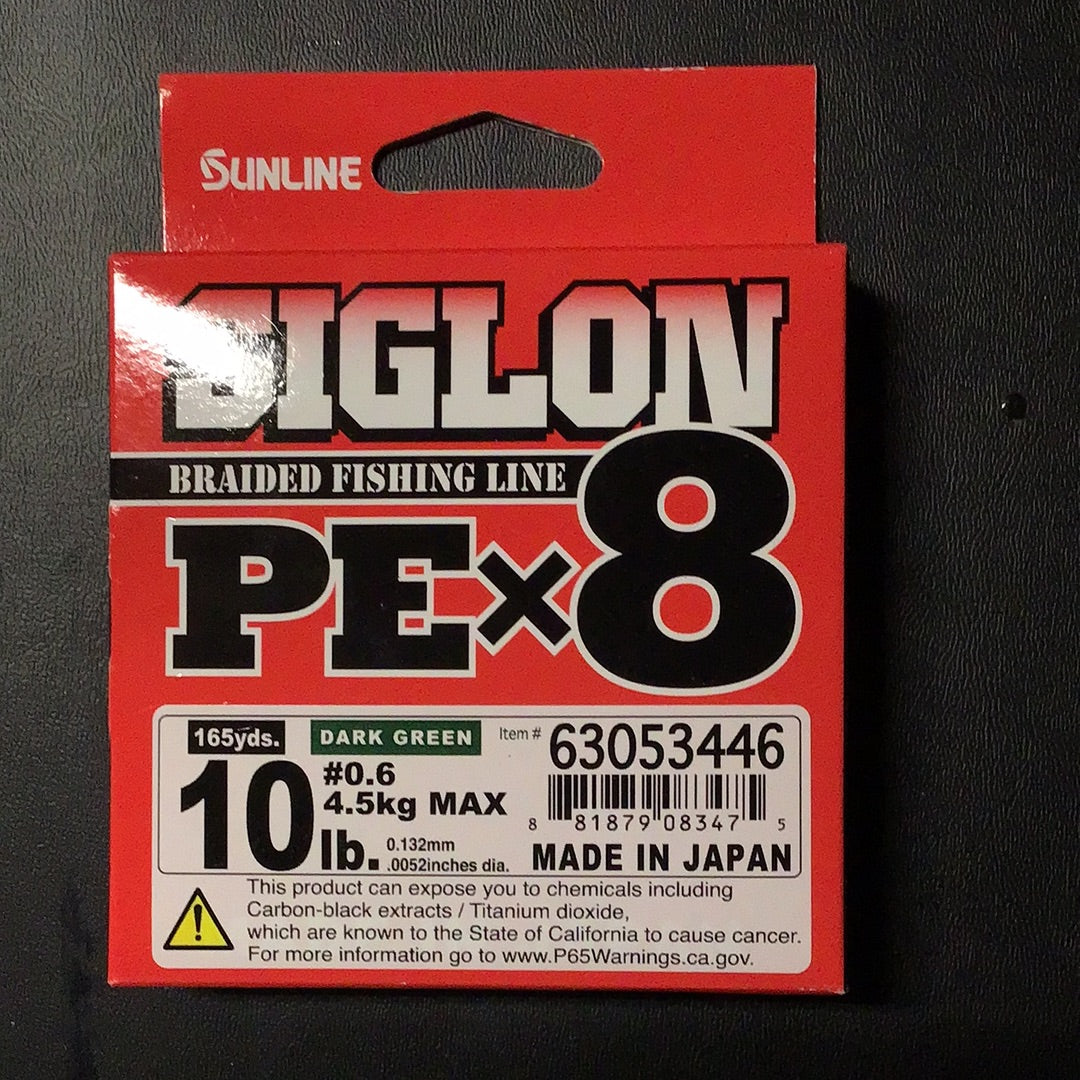 SUNLINE
SIGLON
BRAIDED FISHING LINE
PE×8
165yds. DARK GREEN Item # 63053446
10 lb. #0.6
4.5kg MAX
0.132mm
.0052inches dia.
8 81879 08347 5
MADE IN JAPAN
This product can expose you to chemicals including
Carbon-black extracts / Titanium dioxide,
which are known to the State of California to cause cancer.
For more information go to www.P65Warnings.ca.gov.